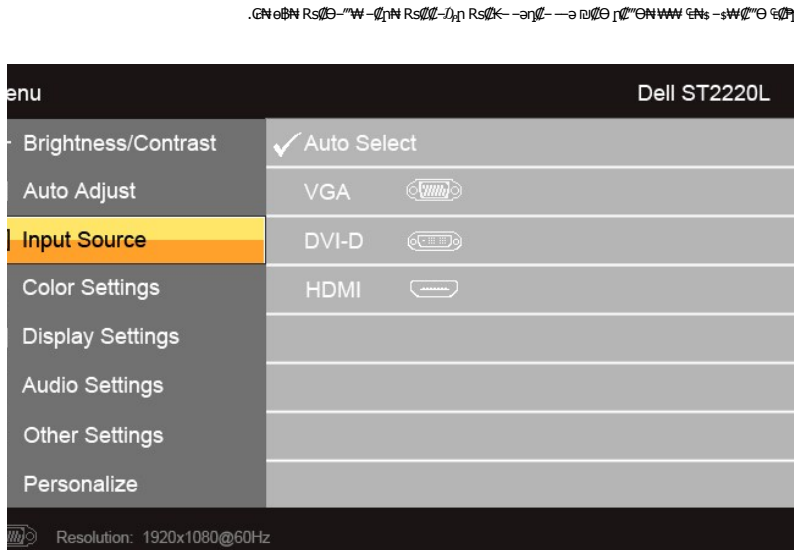 enu
Dell ST2220L
Brightness/Contrast
Auto Select
Auto Adjust
VGA
Input Source
DVI-D
Color Settings
HDMI
Display Settings
Audio Settings
Other Settings
Personalize
Resolution: 1920x1080@60Hz